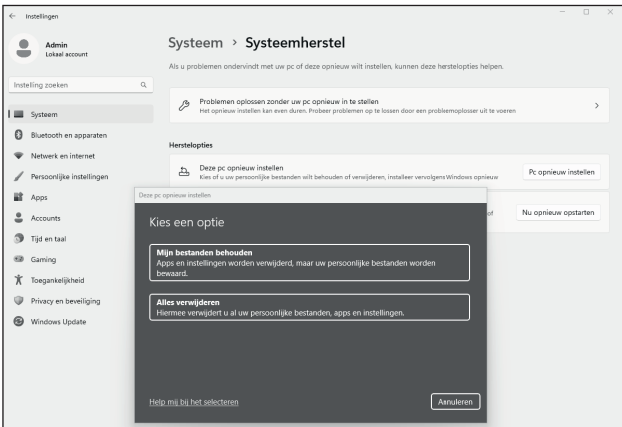 Instellingen
Admin
Lokaal account
Instelling zoeken
Systeem
Bluetooth en apparaten
Netwerk en internet
Persoonlijke instellingen
Apps
Accounts
Tijd en taal
Gaming
Toegankelijkheid
Privacy en beveiliging
Windows Update
Systeem > Systeemherstel
Als u problemen ondervindt met uw pc of deze opnieuw wilt instellen, kunnen deze herstelopties helpen.
Problemen oplossen zonder uw pc opnieuw in te stellen
Het opnieuw instellen kan even duren. Probeer problemen op te lossen door een probleemoplosser uit te voeren
Herstelopties
Deze pc opnieuw instellen
Kies of u uw persoonlijke bestanden wilt behouden of verwijderen, installeer vervolgens Windows opnieuw
Pc opnieuw instellen
of
Nu opnieuw opstarten
Deze pc opnieuw instellen
Kies een optie
Mijn bestanden behouden
Apps en instellingen worden verwijderd, maar uw persoonlijke bestanden worden
bewaard.
Alles verwijderen
Hiermee verwijdert u al uw persoonlijke bestanden, apps en instellingen.
Help mij bij het selecteren
Annuleren